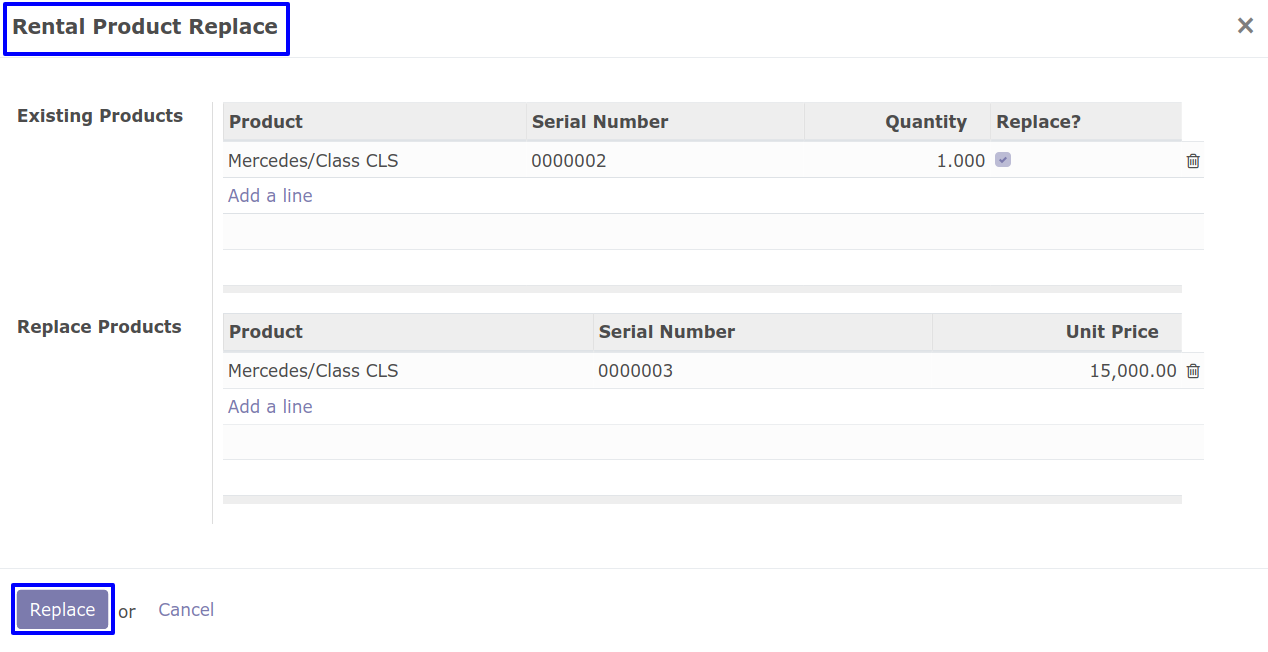 Rental Product Replace
Existing Products
Product Serial Number Quantity Replace?
Mercedes/Class CLS 0000002 1.000
Add a line
Replace Products
Product Serial Number Unit Price
Mercedes/Class CLS 0000003 15,000.00
Add a line
Replace or Cancel